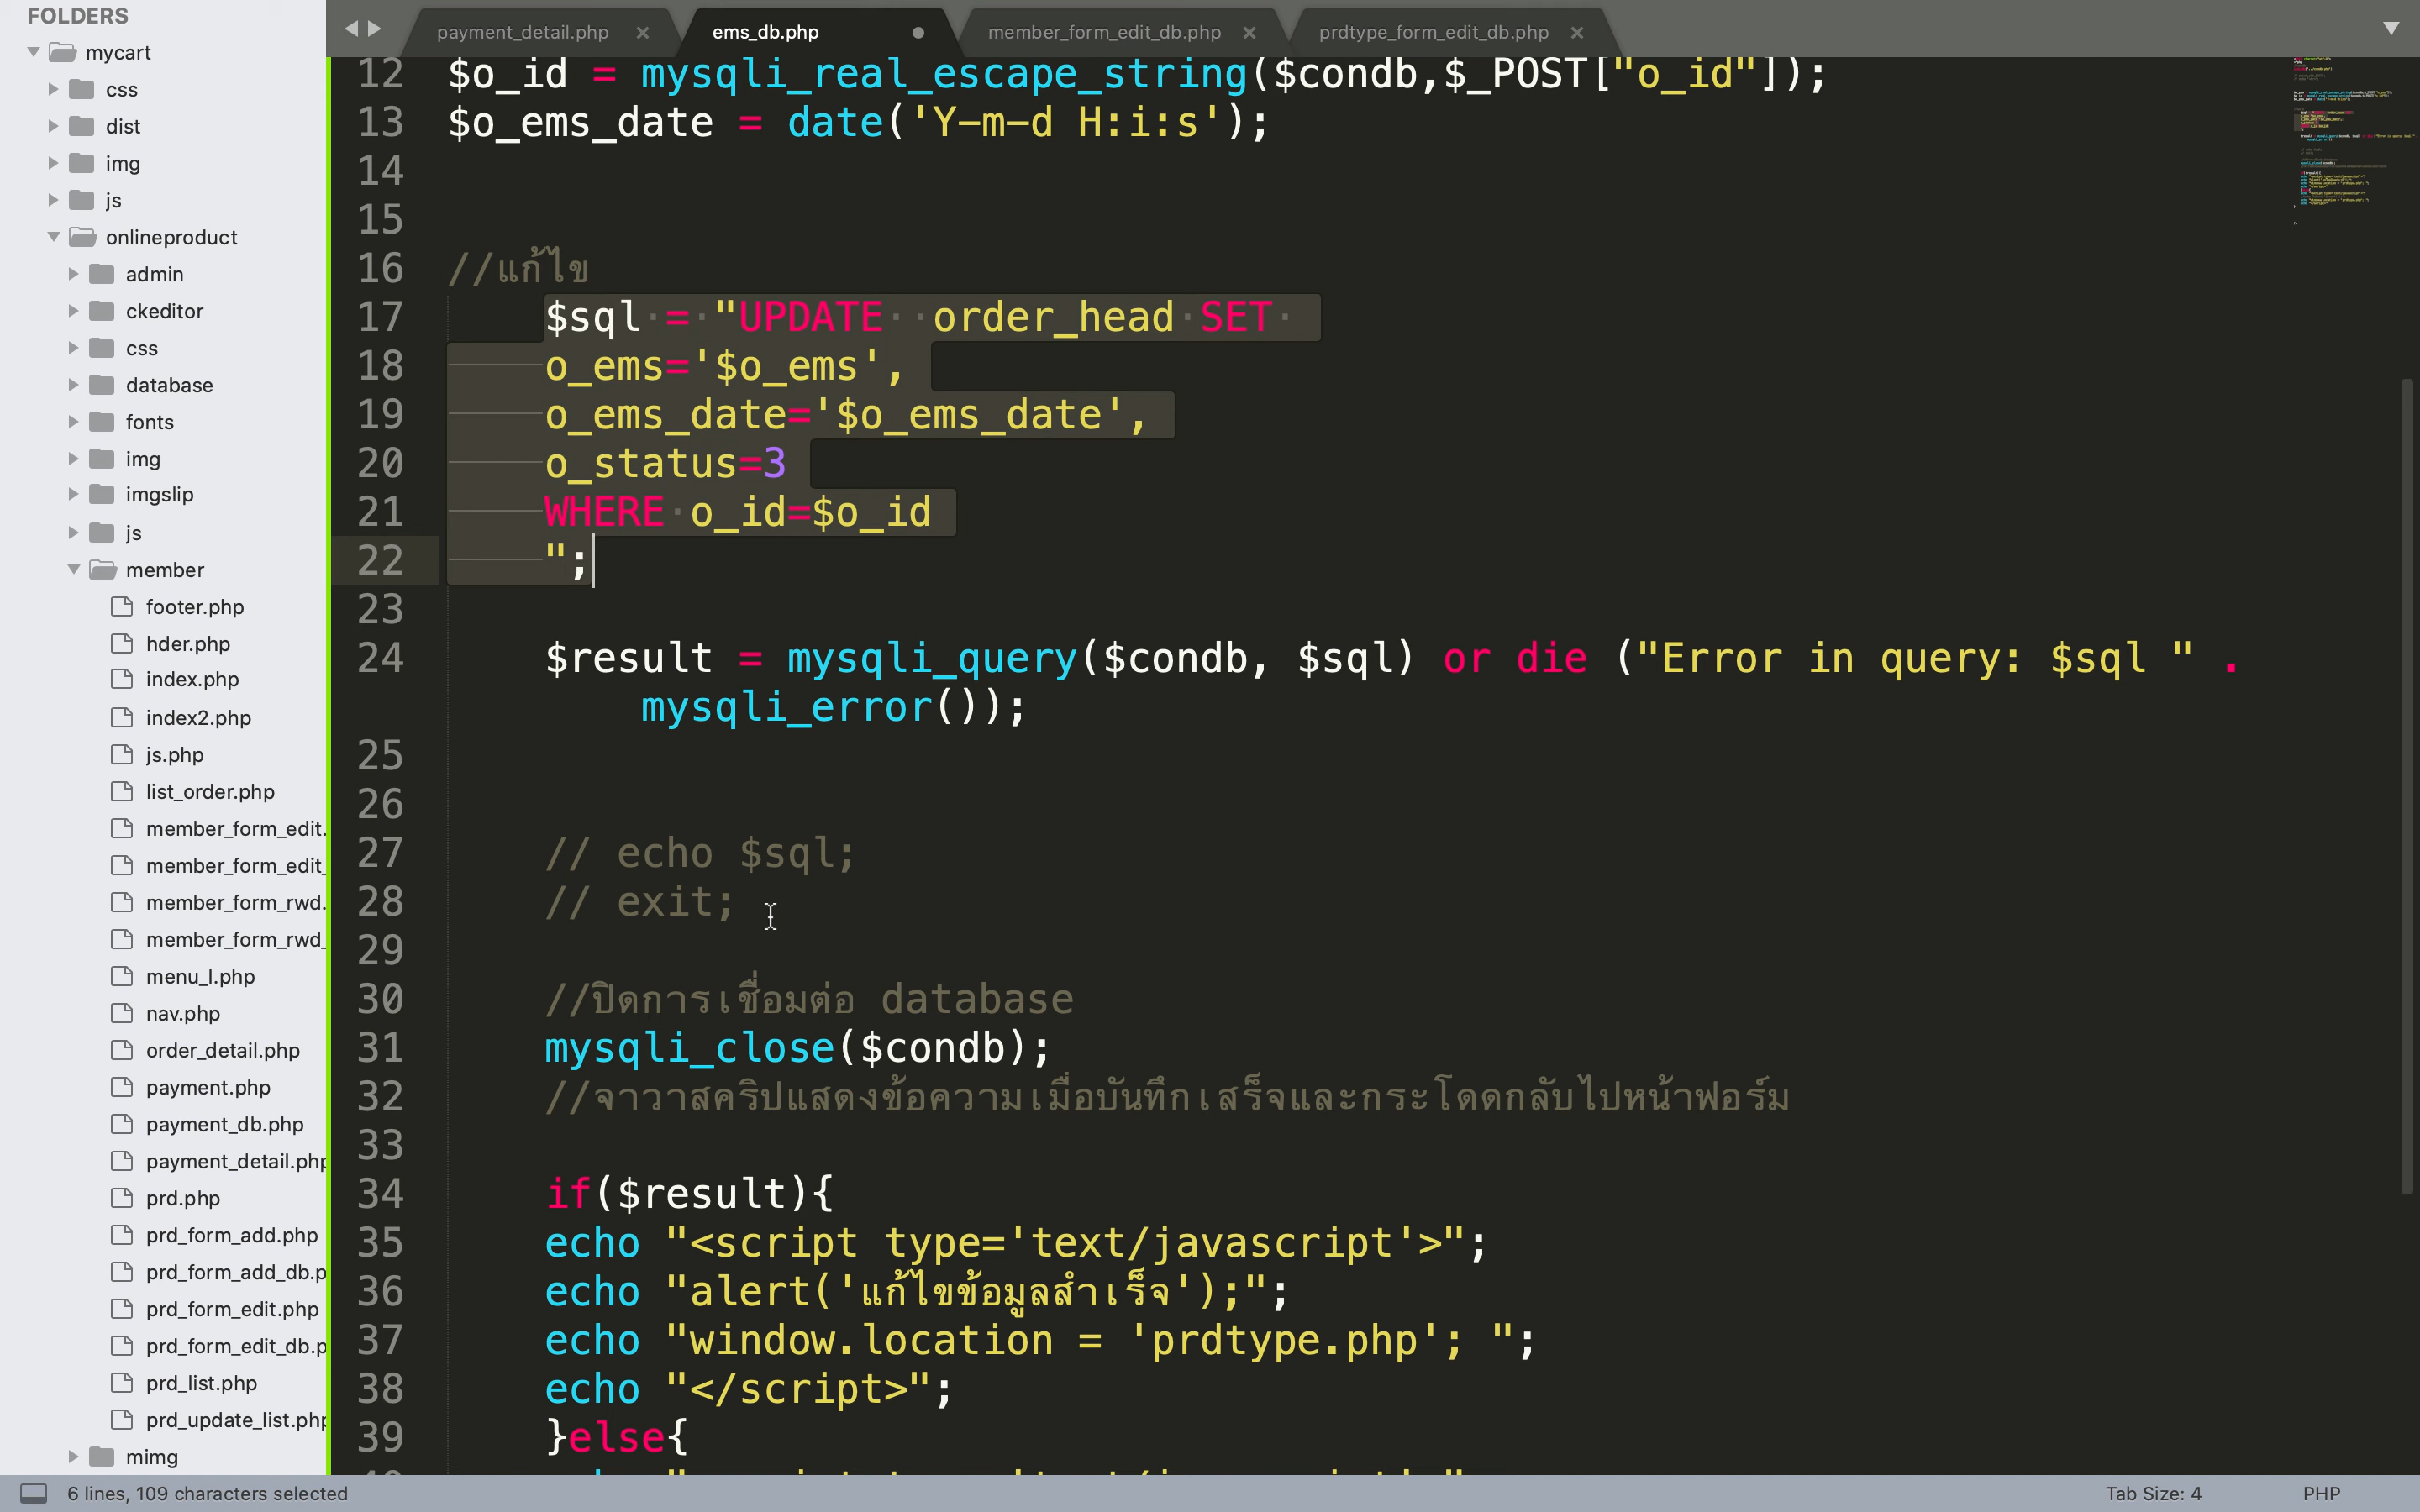 FOLDERS
mycart
css
dist
img
js
onlineproduct
admin
ckeditor
css
database
fonts
img
imgslip
js
member
footer.php
hder.php
index.php
index2.php
js.php
list_order.php
member_form_edit.
member_form_edit_
member_form_rwd.
member_form_rwd_
menu_l.php
nav.php
order_detail.php
payment.php
payment_db.php
payment_detail.php
prd.php
prd_form_add.php
prd_form_add_db.p
prd_form_edit.php
prd_form_edit_db.p
prd_list.php
prd_update_list.php
mimg
payment_detail.php
ems_db.php
member_form_edit_db.php
prdtype_form_edit_db.php
12 $o_id = mysqli_real_escape_string($condb,$_POST["o_id"]);
13 $o_ems_date = date('Y-m-d H:i:s');
14
15
16 //แก้ไข
17 $sql = "UPDATE  order_head SET
18 o_ems='$o_ems',
19 o_ems_date='$o_ems_date',
20 o_status=3
21 WHERE o_id=$o_id
22 ";
23
24 $result = mysqli_query($condb, $sql) or die ("Error in query: $sql " .
mysqli_error());
25
26
27 // echo $sql;
28 // exit;
29
30 //ปิดการเชื่อมต่อ database
31 mysqli_close($condb);
32 //จาวาสคริปแสดงข้อความเมื่อบันทึกเสร็จและกระโดดกลับไปหน้าฟอร์ม
33
34 if($result){
35 echo "<script type='text/javascript'>";
36 echo "alert('แก้ไขข้อมูลสำเร็จ');";
37 echo "window.location = 'prdtype.php'; ";
38 echo "</script>";
39 }else{
6 lines, 109 characters selected
Tab Size: 4
PHP